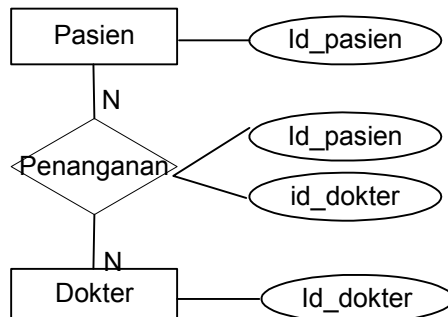 Pasien
Id_pasien
N
Id_pasien
Penanganan
id_dokter
N
Dokter
Id_dokter